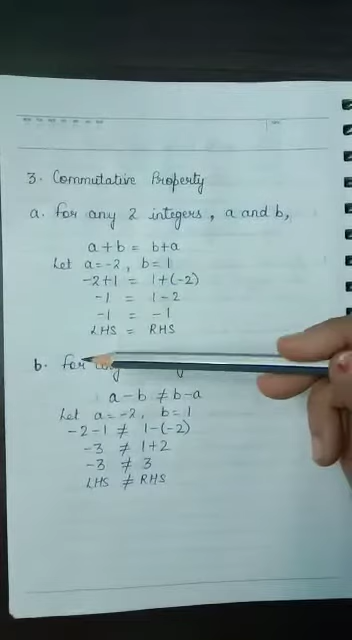 3. Commutative Property
a. For any 2 integers, a and b,
a + b = b + a
Let a = -2, b = 1
-2 + 1 = 1 + (-2)
-1 = 1 - 2
-1 = -1
LHS = RHS
b. For
a - b ≠ b - a
Let a = -2, b = 1
-2 - 1 ≠ 1 - (-2)
-3 ≠ 1 + 2
-3 ≠ 3
LHS ≠ RHS